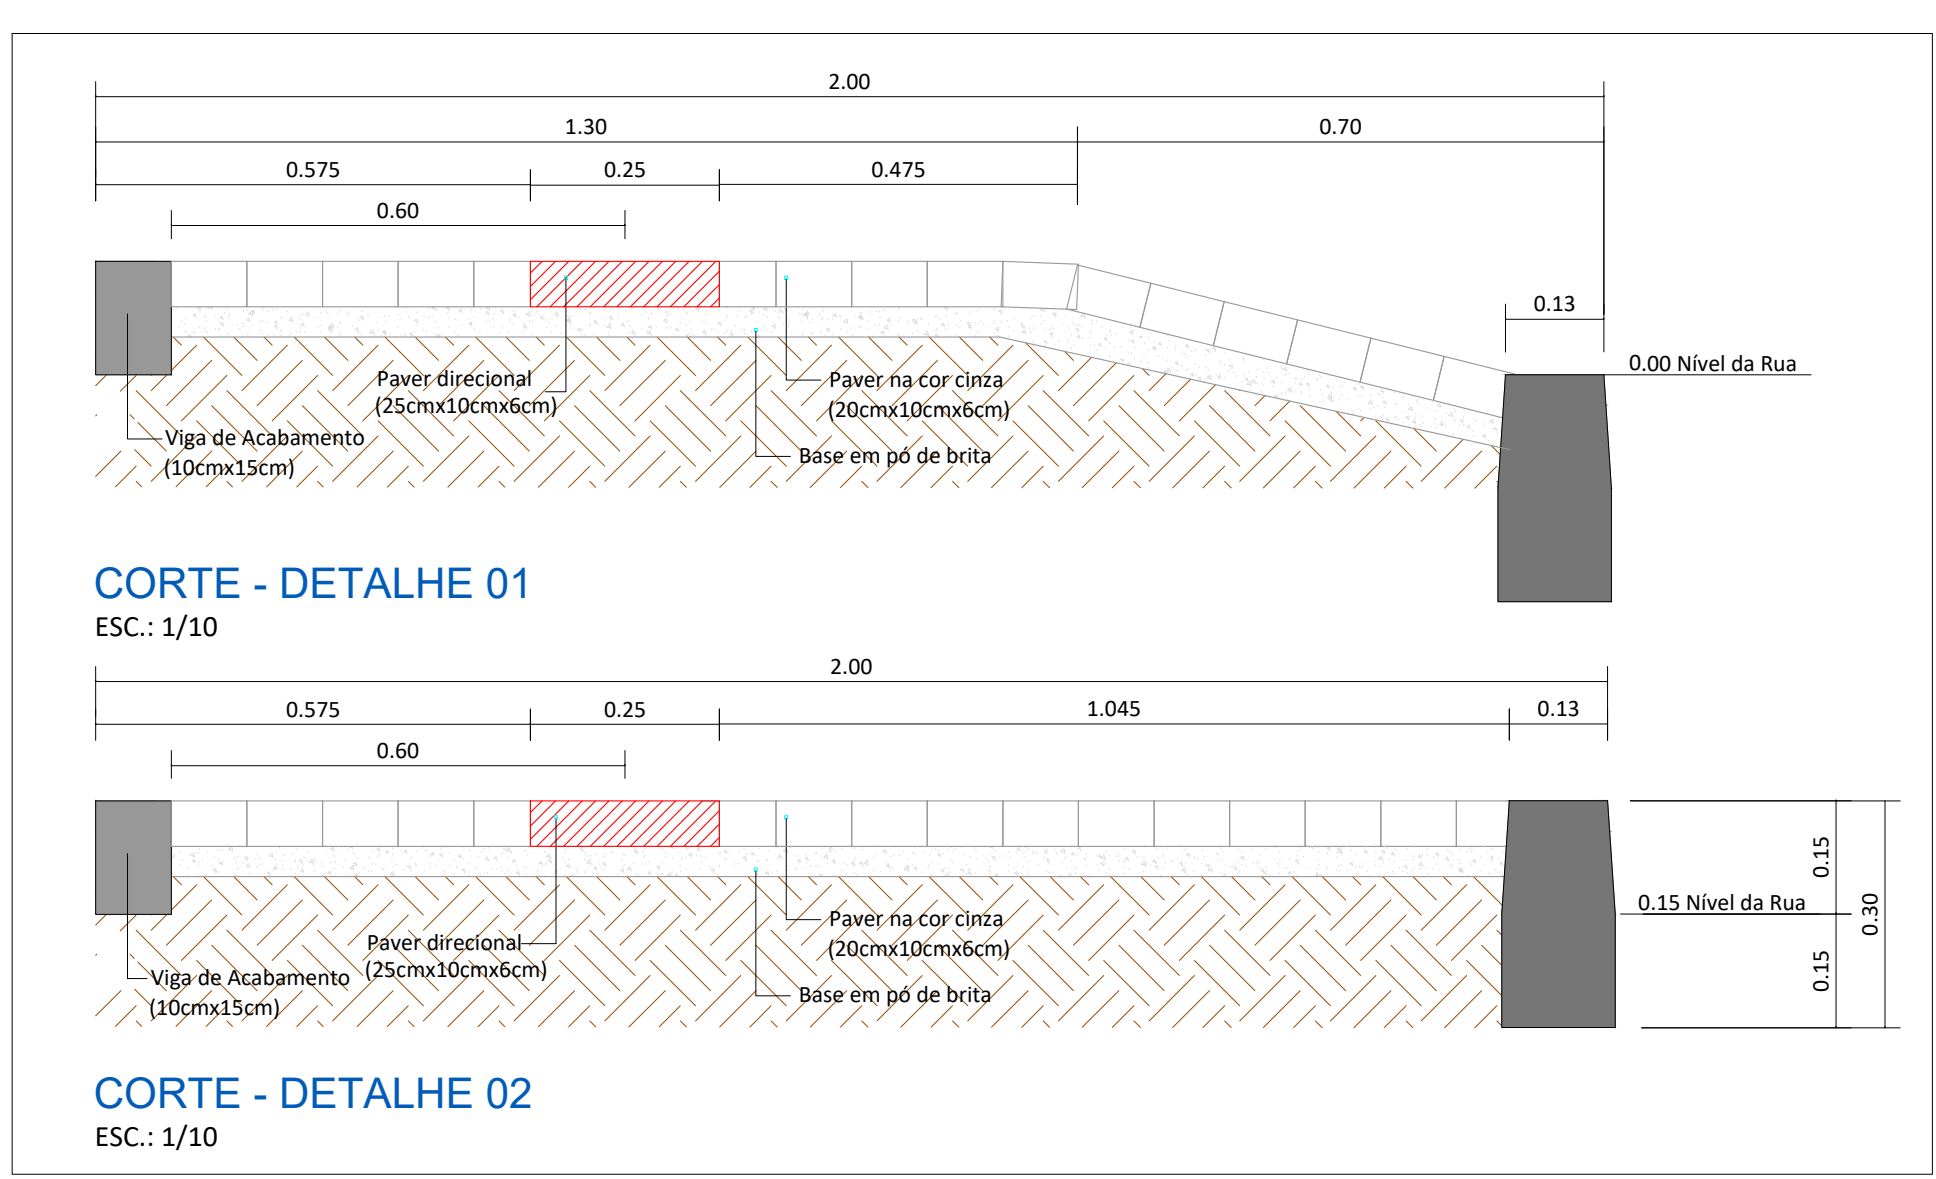 2.00
1.30
0.70
0.575
0.25
0.475
0.60
0.13
0.00 Nível da Rua
Paver direcional
(25cmx10cmx6cm)
Paver na cor cinza
(20cmx10cmx6cm)
Viga de Acabamento
(10cmx15cm)
Base em pó de brita
CORTE - DETALHE 01
ESC.: 1/10
2.00
0.575
0.25
1.045
0.13
0.60
0.15
0.15 Nível da Rua
0.30
0.15
Paver direcional
(25cmx10cmx6cm)
Paver na cor cinza
(20cmx10cmx6cm)
Viga de Acabamento
(10cmx15cm)
Base em pó de brita
CORTE - DETALHE 02
ESC.: 1/10